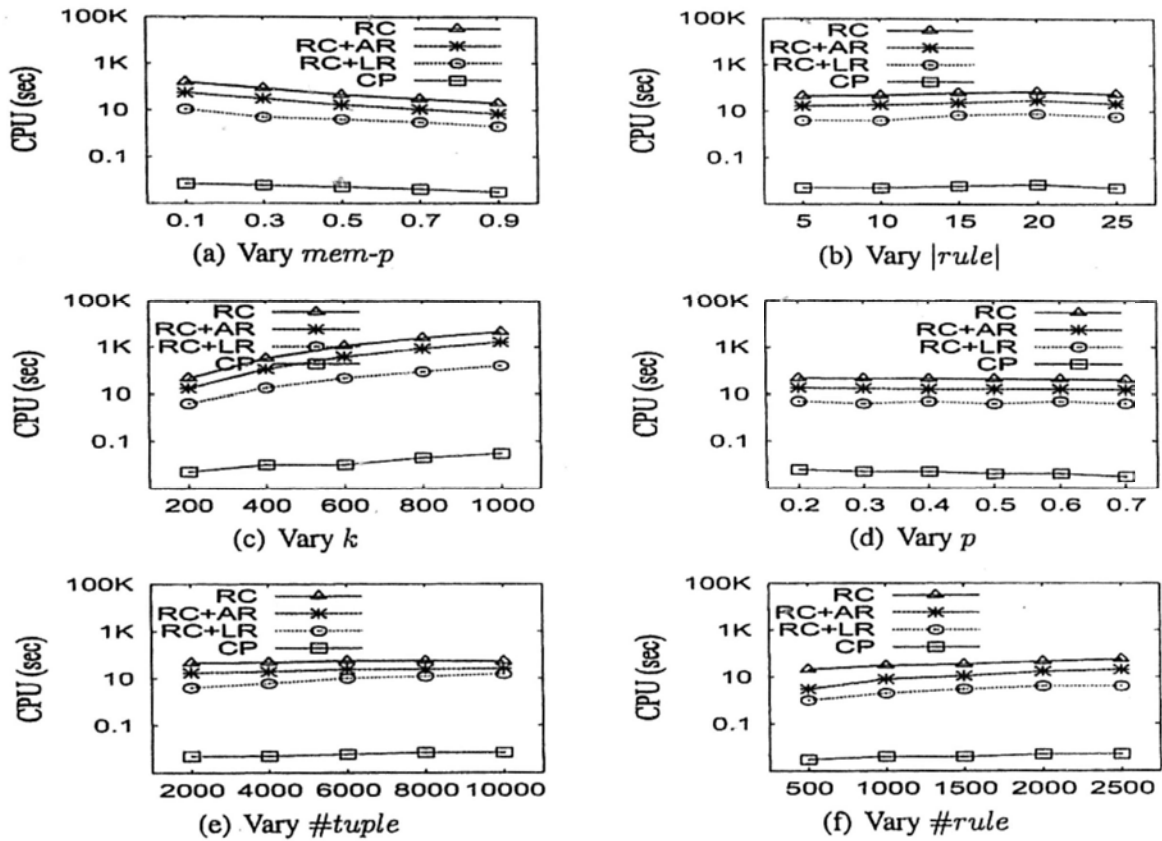 100K
1K
10
0.1
CPU (sec)
RC
RC+AR
RC+LR
CP
0.1 0.3 0.5 0.7 0.9
(a) Vary mem-p
100K
1K
10
0.1
CPU (sec)
RC
RC+AR
RC+LR
CP
5 10 15 20 25
(b) Vary |rule|
100K
1K
10
0.1
CPU (sec)
RC
RC+AR
RC+LR
CP
200 400 600 800 1000
(c) Vary k
100K
1K
10
0.1
CPU (sec)
RC
RC+AR
RC+LR
CP
0.2 0.3 0.4 0.5 0.6 0.7
(d) Vary p
100K
1K
10
0.1
CPU (sec)
RC
RC+AR
RC+LR
CP
2000 4000 6000 8000 10000
(e) Vary #tuple
100K
1K
10
0.1
CPU (sec)
RC
RC+AR
RC+LR
CP
500 1000 1500 2000 2500
(f) Vary #rule